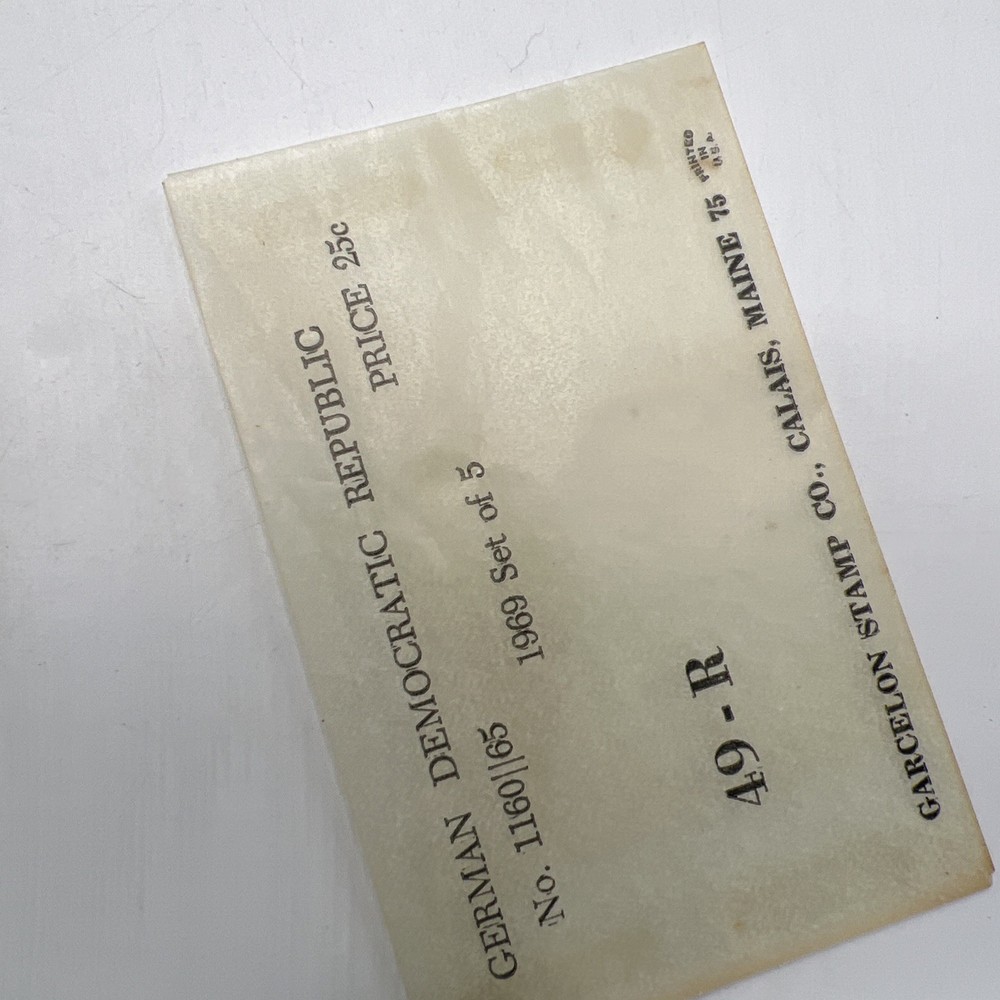 GERMAN DEMOCRATIC REPUBLIC
PRICE 25c
No. 1160||65 1969 Set of 5
49 - R
GARCELON STAMP CO., CALAIS, MAINE 75
PRINTED
IN
U.S.A.